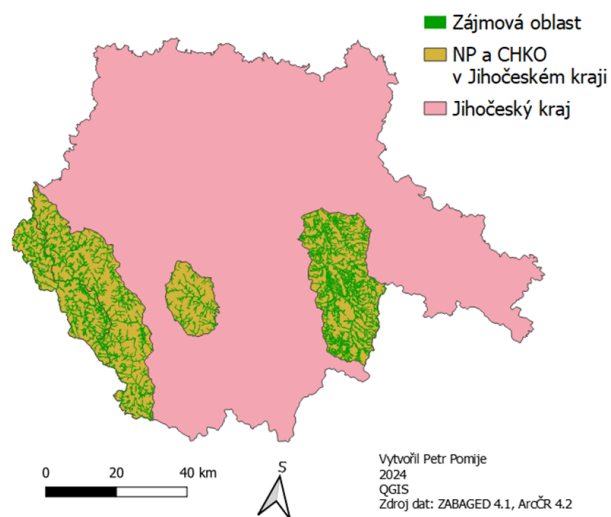 Zájmová oblast
NP a CHKO
v Jihočeském kraji
Jihočeský kraj
0 20 40 km
S
Vytvořil Petr Pomije
2024
QGIS
Zdroj dat: ZABAGED 4.1, ArcČR 4.2